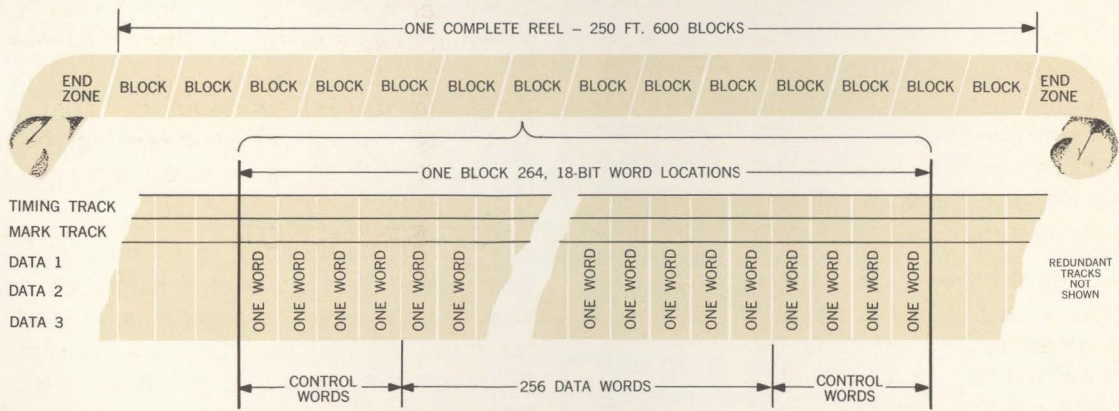 ONE COMPLETE REEL – 250 FT. 600 BLOCKS
END ZONE BLOCK BLOCK BLOCK BLOCK BLOCK BLOCK BLOCK BLOCK BLOCK BLOCK BLOCK BLOCK BLOCK BLOCK END ZONE
ONE BLOCK 264, 18-BIT WORD LOCATIONS
TIMING TRACK
MARK TRACK
DATA 1
DATA 2
DATA 3
ONE WORD ONE WORD ONE WORD ONE WORD ONE WORD ONE WORD ONE WORD ONE WORD ONE WORD ONE WORD ONE WORD ONE WORD ONE WORD ONE WORD ONE WORD
REDUNDANT
TRACKS
NOT
SHOWN
CONTROL
WORDS
256 DATA WORDS
CONTROL
WORDS